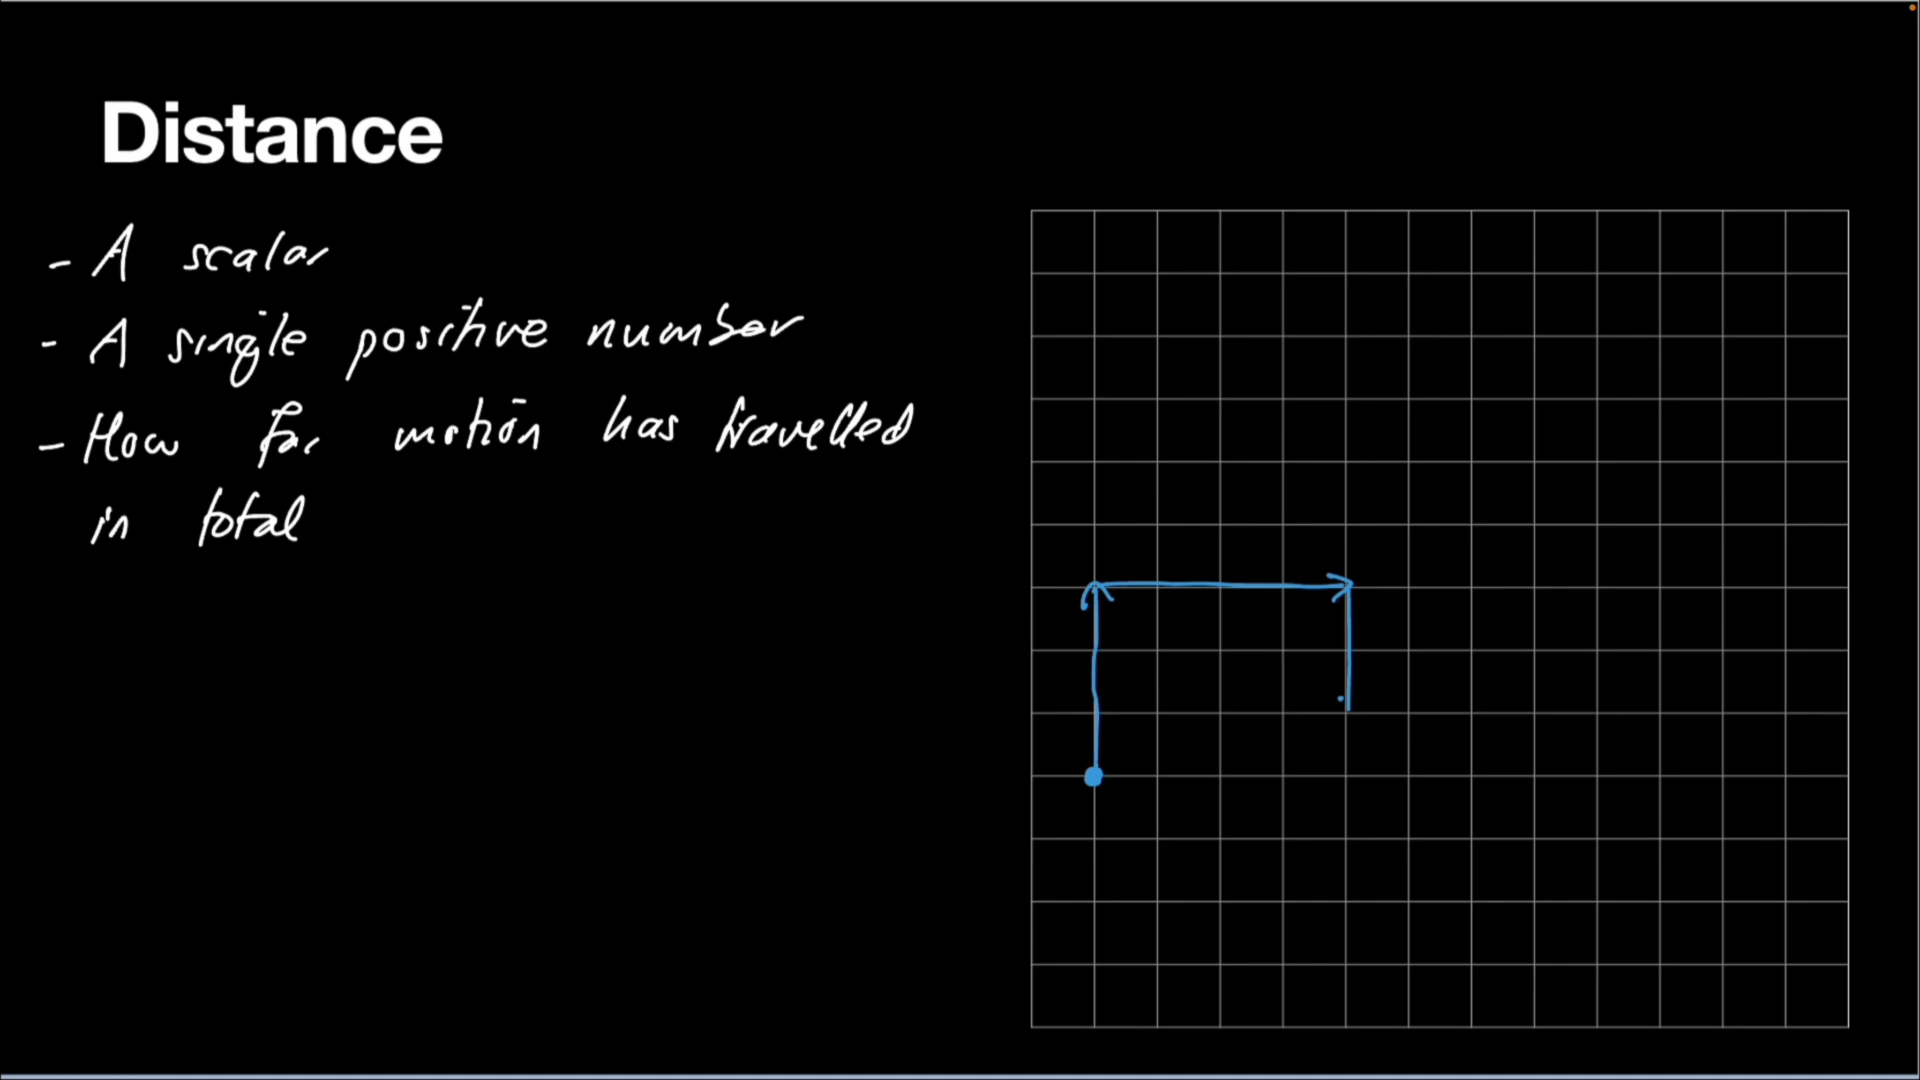 Distance
- A scalar
- A single positive number
- How far motion has travelled
in total